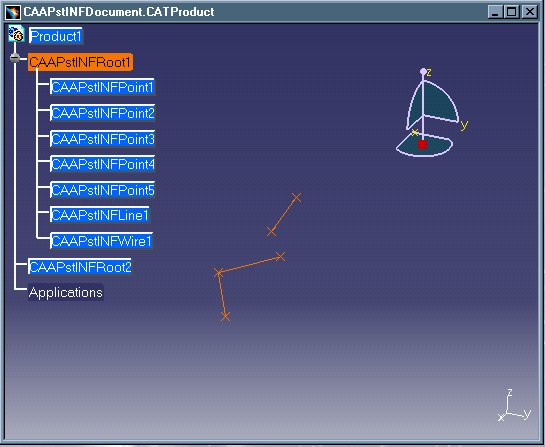 CAAPstINFDocument.CATProduct
Product1
CAAPstINFRoot1
CAAPstINFPoint1
CAAPstINFPoint2
CAAPstINFPoint3
CAAPstINFPoint4
CAAPstINFPoint5
CAAPstINFLine1
CAAPstINFWire1
CAAPstINFRoot2
Applications
z
y
x
z
x y